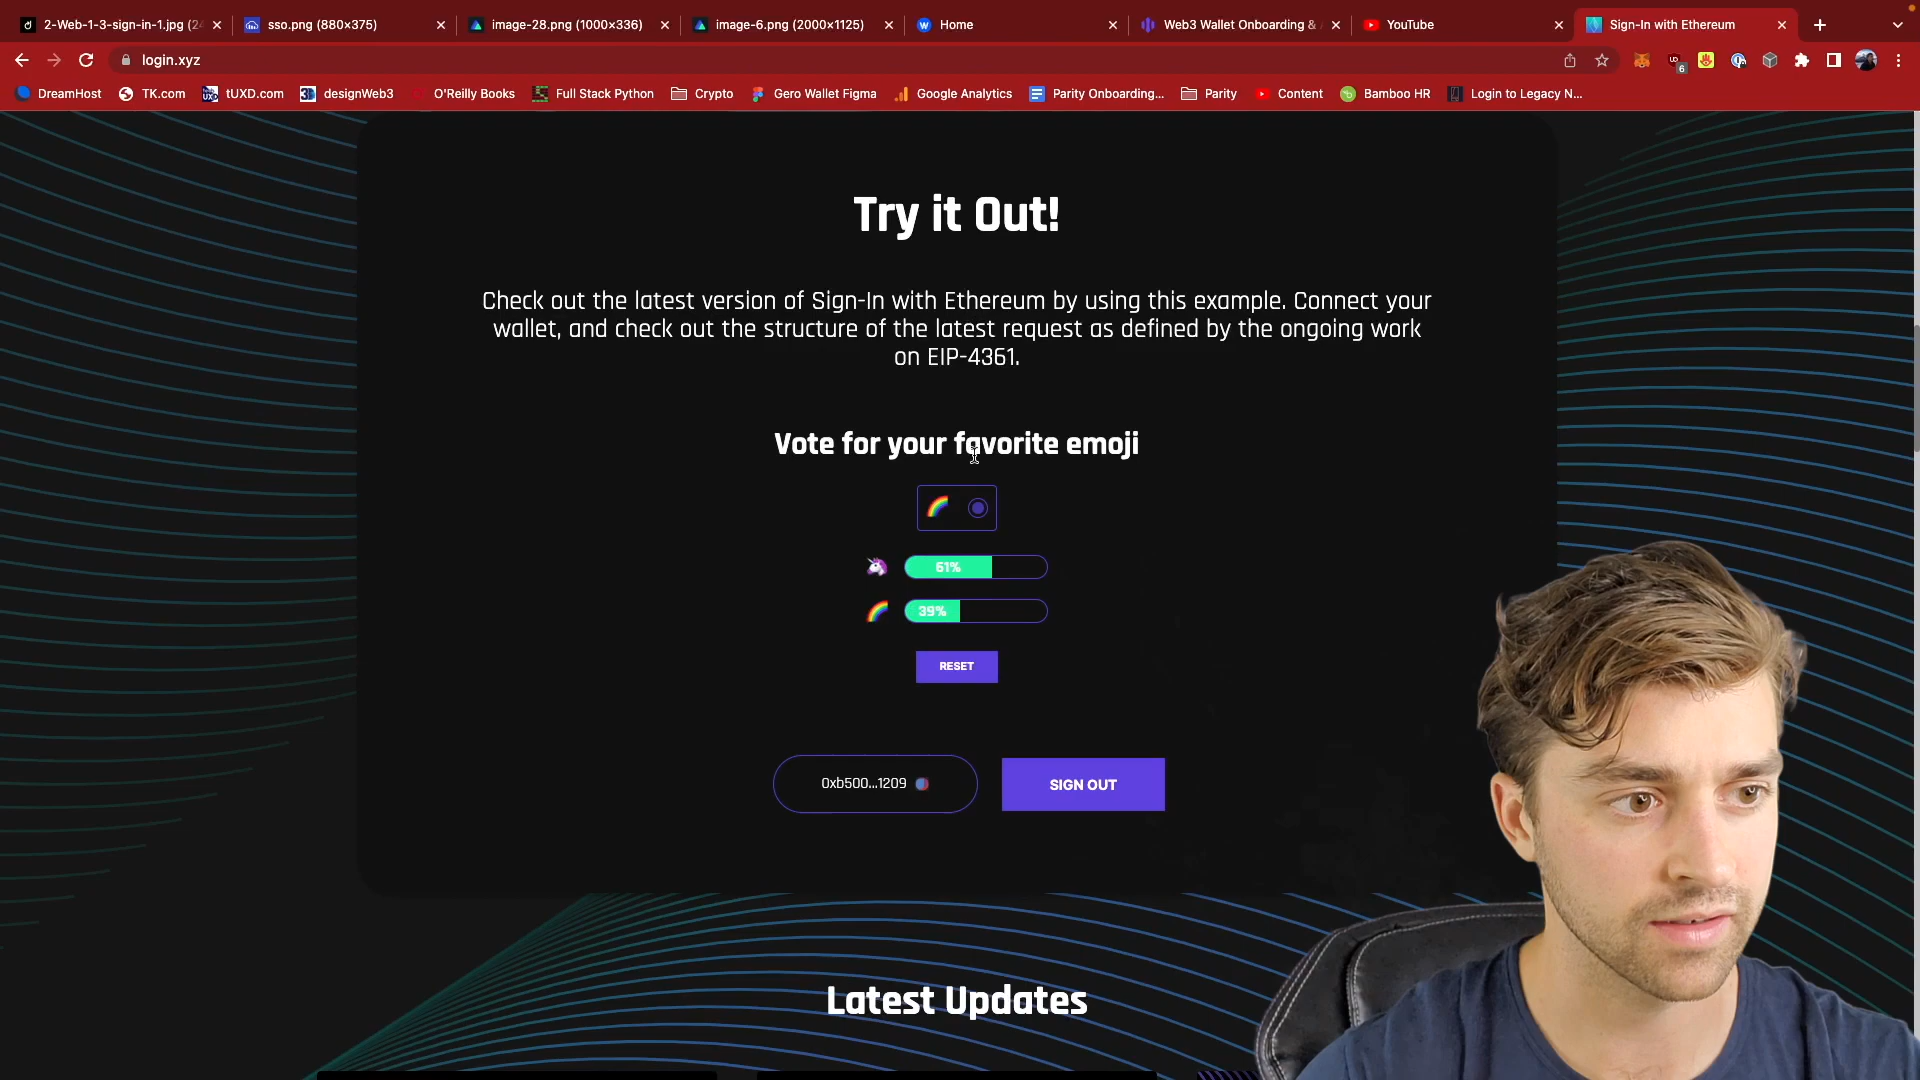 2-Web-1-3-sign-in-1.jpg (24
sso.png (880×375)
image-28.png (1000×336)
image-6.png (2000×1125)
Home
Web3 Wallet Onboarding &
YouTube
Sign-In with Ethereum
login.xyz
6
DreamHost
TK.com
tUXD.com
designWeb3
O'Reilly Books
Full Stack Python
Crypto
Gero Wallet Figma
Google Analytics
Parity Onboarding...
Parity
Content
Bamboo HR
Login to Legacy N...
Try it Out!
Check out the latest version of Sign-In with Ethereum by using this example. Connect your
wallet, and check out the structure of the latest request as defined by the ongoing work
on EIP-4361.
Vote for your favorite emoji
61%
39%
RESET
0xb500...1209
SIGN OUT
Latest Updates